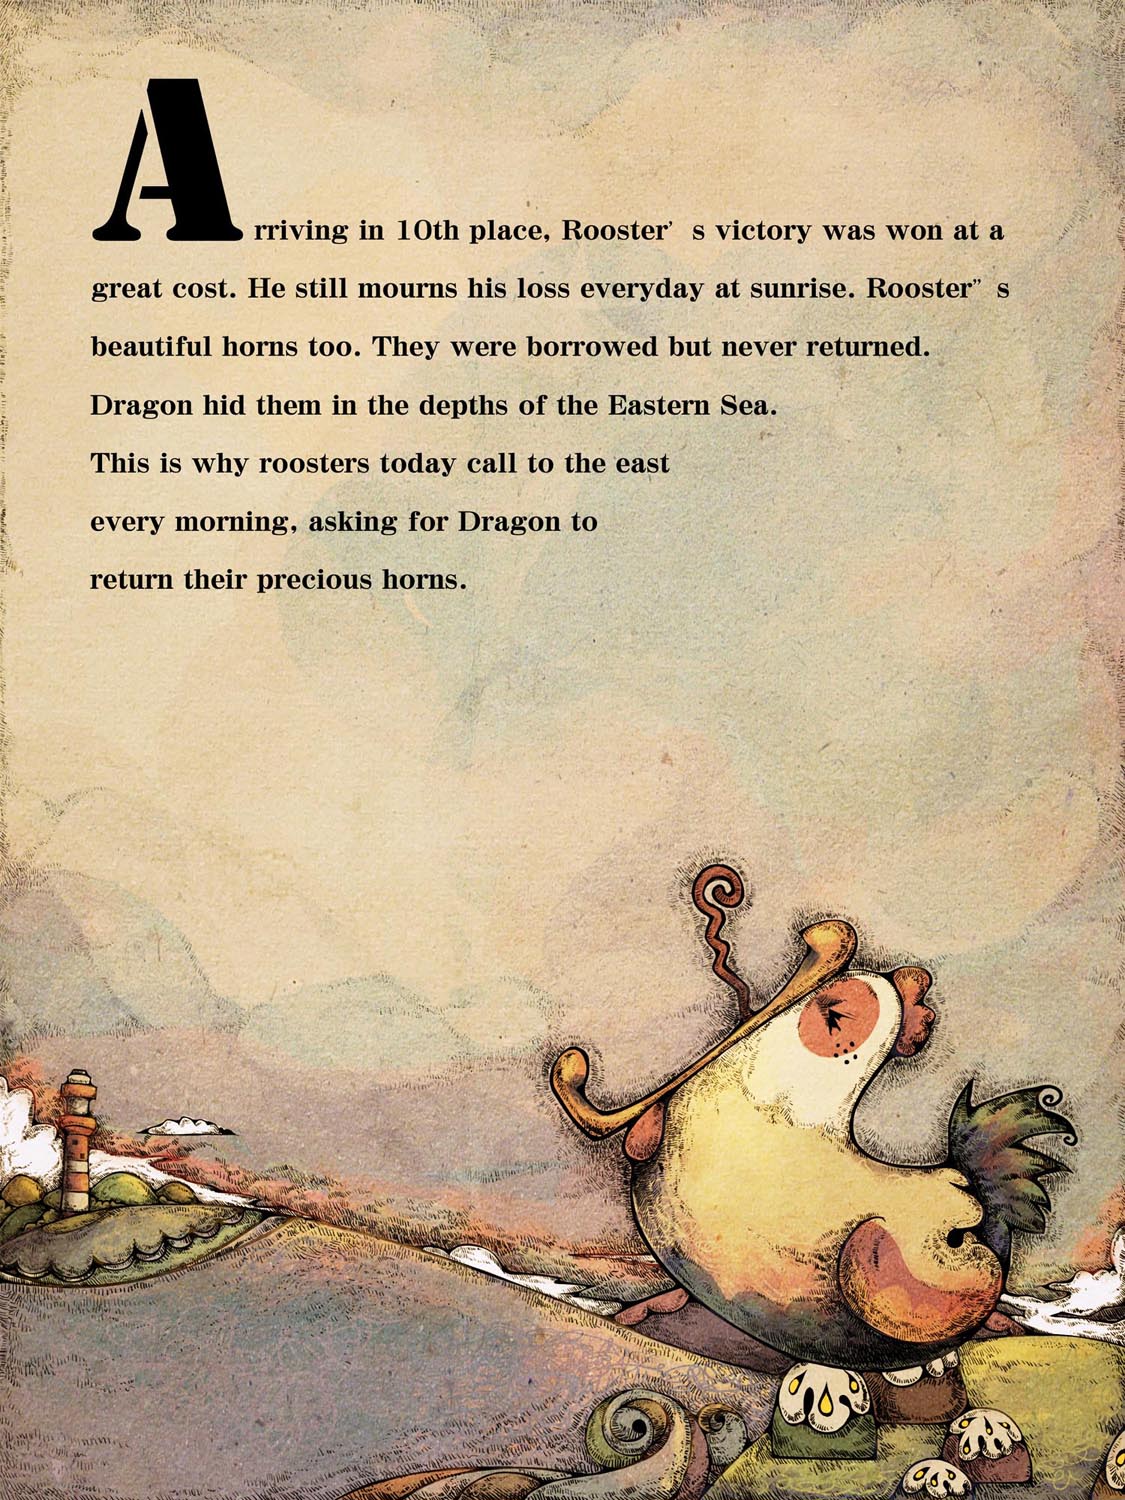 Arriving in 10th place, Rooster’ s victory was won at a
great cost. He still mourns his loss everyday at sunrise. Rooster” s
beautiful horns too. They were borrowed but never returned.
Dragon hid them in the depths of the Eastern Sea.
This is why roosters today call to the east
every morning, asking for Dragon to
return their precious horns.